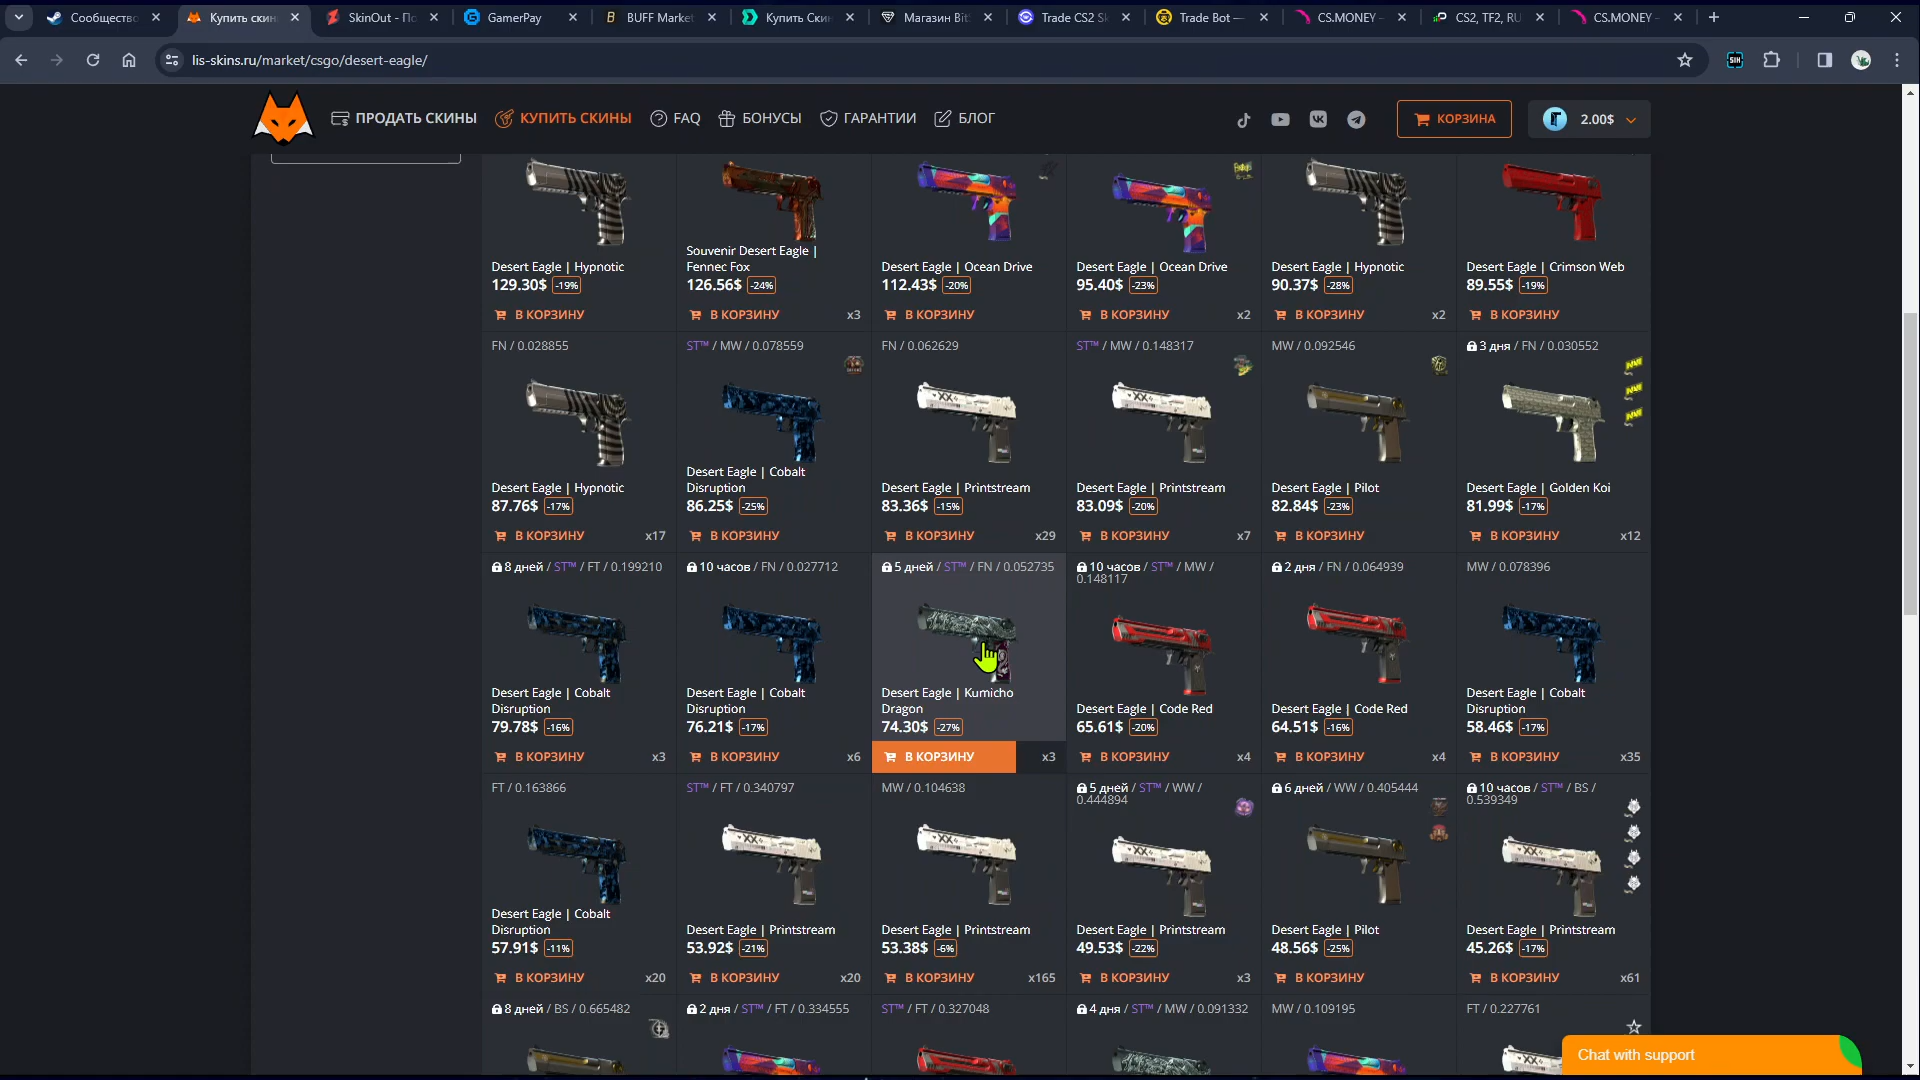 Сообщество
Купить скин
SkinOut - По
GamerPay
BUFF Market
Купить Скин
Магазин Bit
Trade CS2 Sk
Trade Bot —
CS.MONEY -
CS2, TF2, RU
CS.MONEY -
lis-skins.ru/market/csgo/desert-eagle/
SIH
ПРОДАТЬ СКИНЫ
КУПИТЬ СКИНЫ
FAQ
БОНУСЫ
ГАРАНТИИ
БЛОГ
КОРЗИНА
2.00$
Desert Eagle | Hypnotic
129.30$ -19%
В КОРЗИНУ
Souvenir Desert Eagle |
Fennec Fox
126.56$ -24%
В КОРЗИНУ x3
Desert Eagle | Ocean Drive
112.43$ -20%
В КОРЗИНУ
Desert Eagle | Ocean Drive
95.40$ -23%
В КОРЗИНУ x2
Desert Eagle | Hypnotic
90.37$ -28%
В КОРЗИНУ x2
Desert Eagle | Crimson Web
89.55$ -19%
В КОРЗИНУ
FN / 0.028855
Desert Eagle | Hypnotic
87.76$ -17%
В КОРЗИНУ x17
ST™ / MW / 0.078559
Desert Eagle | Cobalt
Disruption
86.25$ -25%
В КОРЗИНУ
FN / 0.062629
Desert Eagle | Printstream
83.36$ -15%
В КОРЗИНУ x29
ST™ / MW / 0.148317
Desert Eagle | Printstream
83.09$ -20%
В КОРЗИНУ x7
MW / 0.092546
Desert Eagle | Pilot
82.84$ -23%
В КОРЗИНУ
3 дня / FN / 0.030552
Desert Eagle | Golden Koi
81.99$ -17%
В КОРЗИНУ x12
8 дней / ST™ / FT / 0.199210
Desert Eagle | Cobalt
Disruption
79.78$ -16%
В КОРЗИНУ x3
10 часов / FN / 0.027712
Desert Eagle | Cobalt
Disruption
76.21$ -17%
В КОРЗИНУ x6
5 дней / ST™ / FN / 0.052735
Desert Eagle | Kumicho
Dragon
74.30$ -27%
В КОРЗИНУ x3
10 часов / ST™ / MW /
0.148117
Desert Eagle | Code Red
65.61$ -20%
В КОРЗИНУ x4
2 дня / FN / 0.064939
Desert Eagle | Code Red
64.51$ -16%
В КОРЗИНУ x4
MW / 0.078396
Desert Eagle | Cobalt
Disruption
58.46$ -17%
В КОРЗИНУ x35
FT / 0.163866
Desert Eagle | Cobalt
Disruption
57.91$ -11%
В КОРЗИНУ x20
ST™ / FT / 0.340797
Desert Eagle | Printstream
53.92$ -21%
В КОРЗИНУ x20
MW / 0.104638
Desert Eagle | Printstream
53.38$ -6%
В КОРЗИНУ x165
5 дней / ST™ / WW /
0.444894
Desert Eagle | Printstream
49.53$ -22%
В КОРЗИНУ x3
6 дней / WW / 0.405444
Desert Eagle | Pilot
48.56$ -25%
В КОРЗИНУ
10 часов / ST™ / BS /
0.539349
Desert Eagle | Printstream
45.26$ -17%
В КОРЗИНУ x61
8 дней / BS / 0.665482
2 дня / ST™ / FT / 0.334555
ST™ / FT / 0.327048
4 дня / ST™ / MW / 0.091332
MW / 0.109195
FT / 0.227761
Chat with support